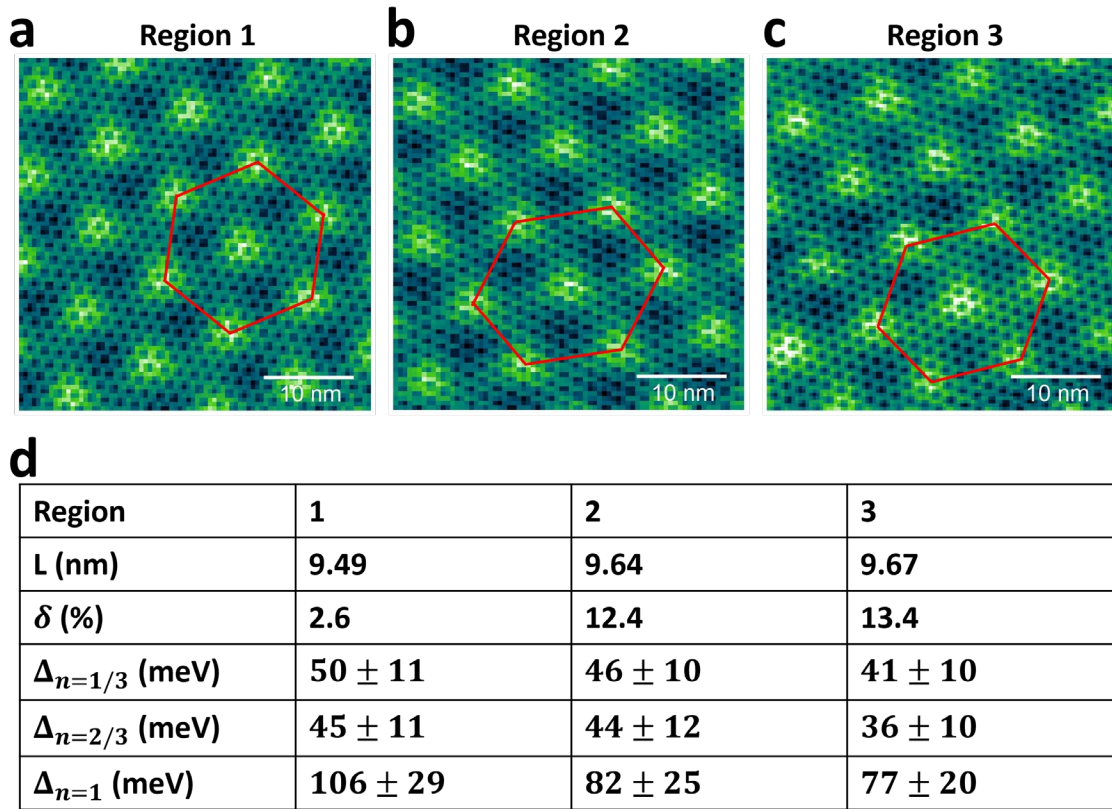 a Region 1
b Region 2
c Region 3
10 nm
10 nm
10 nm
d
Region 1 2 3
L (nm) 9.49 9.64 9.67
δ (%) 2.6 12.4 13.4
Δn=1/3 (meV) 50 ± 11 46 ± 10 41 ± 10
Δn=2/3 (meV) 45 ± 11 44 ± 12 36 ± 10
Δn=1 (meV) 106 ± 29 82 ± 25 77 ± 20